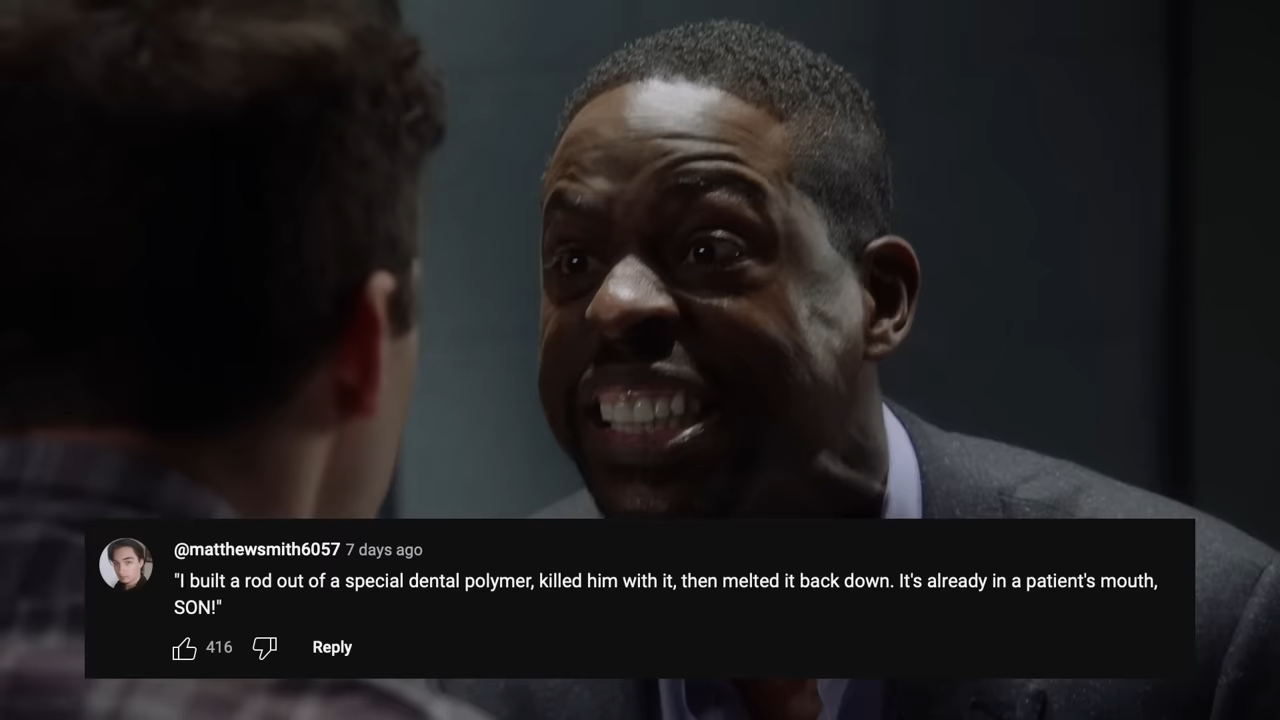 @matthewsmith6057 7 days ago
"I built a rod out of a special dental polymer, killed him with it, then melted it back down. It's already in a patient's mouth,
SON!"
416 Reply